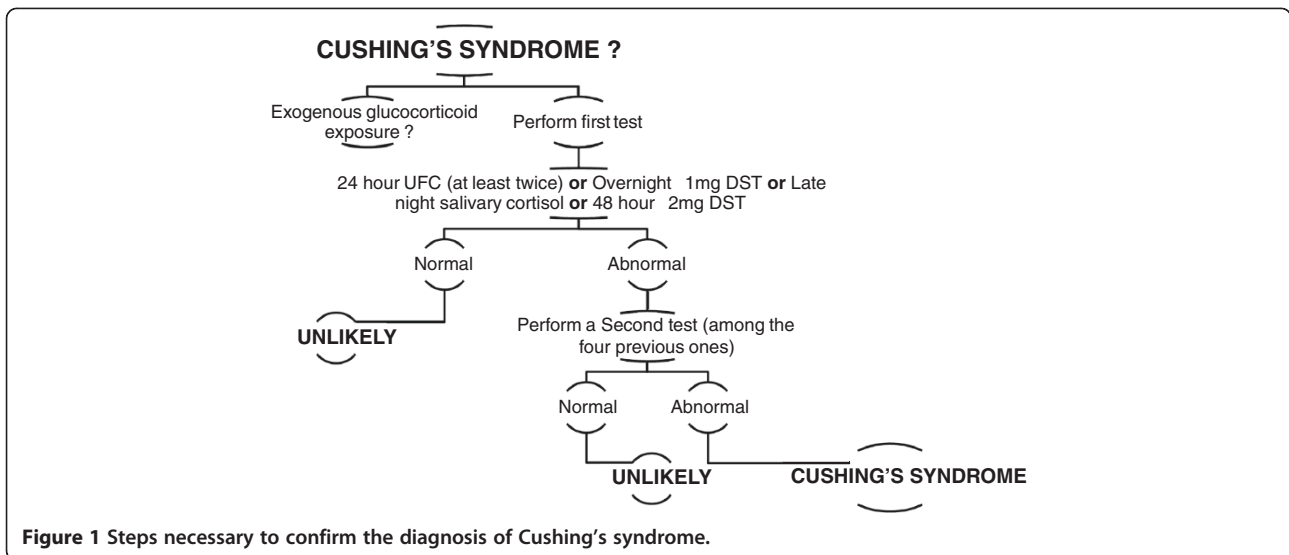 CUSHING'S SYNDROME ?
Exogenous glucocorticoid
exposure ?
Perform first test
24 hour UFC (at least twice) or Overnight 1mg DST or Late
night salivary cortisol or 48 hour 2mg DST
Normal
Abnormal
UNLIKELY
Perform a Second test (among the
four previous ones)
Normal
Abnormal
UNLIKELY
CUSHING'S SYNDROME
Figure 1 Steps necessary to confirm the diagnosis of Cushing's syndrome.